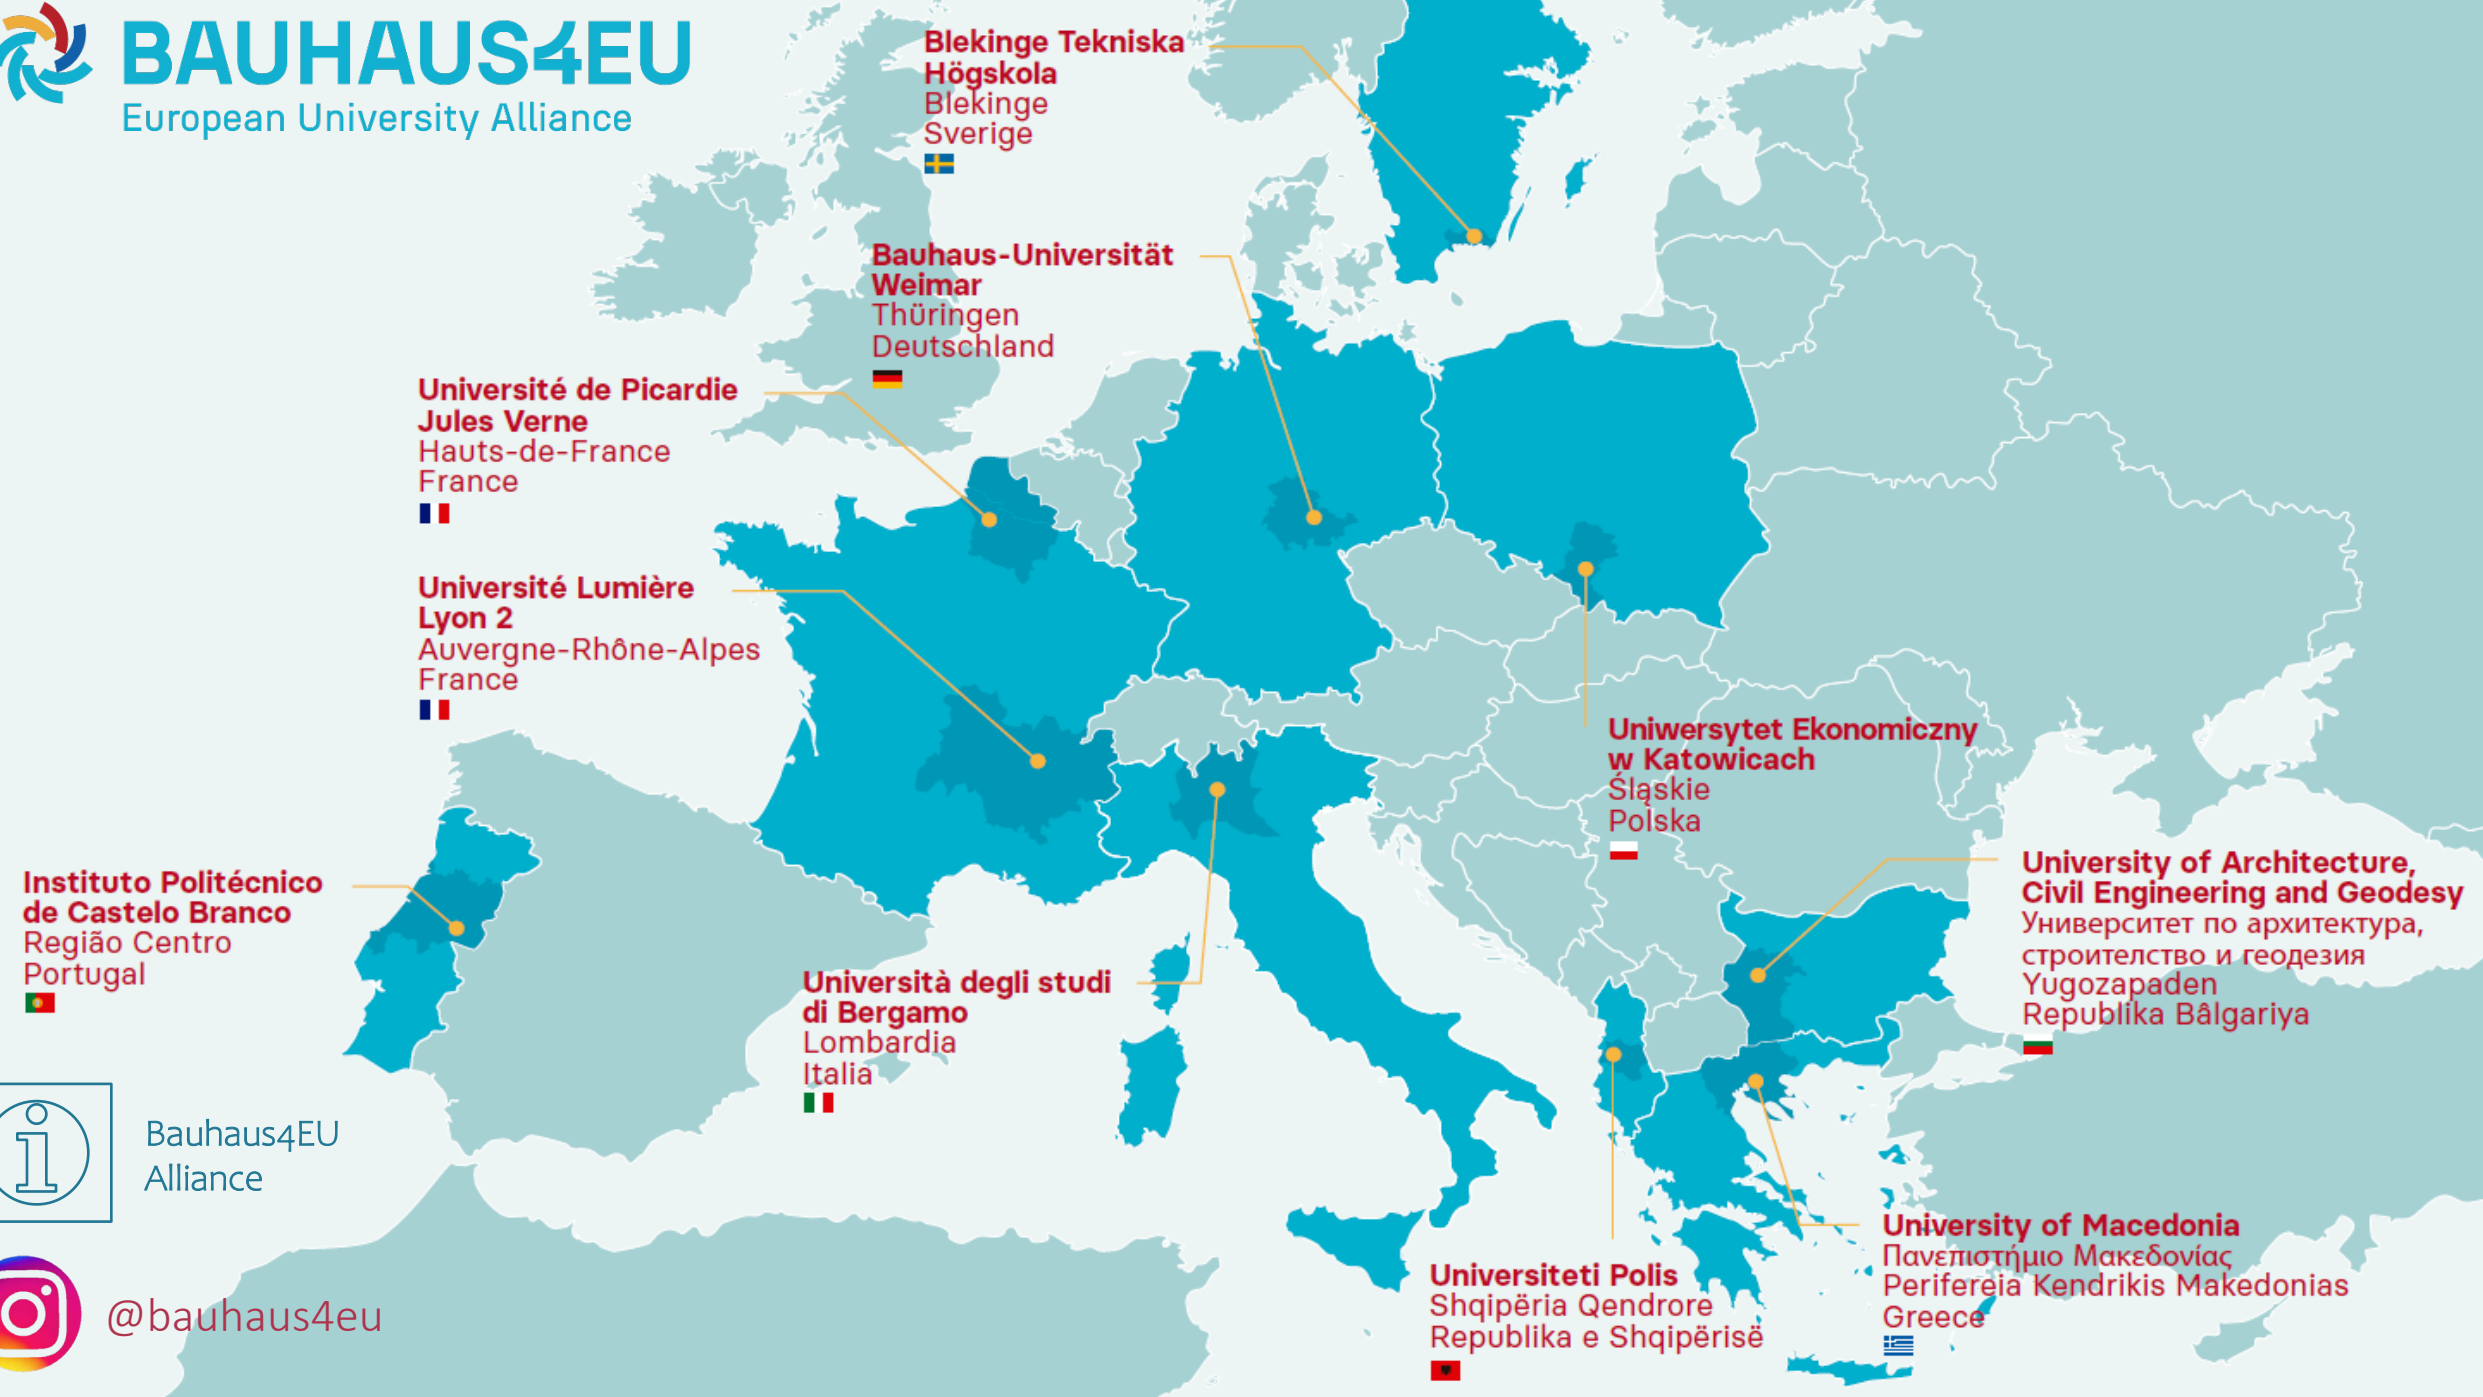 BAUHAUS4EU
European University Alliance
Blekinge Tekniska
Högskola
Blekinge
Sverige
Bauhaus-Universität
Weimar
Thüringen
Deutschland
Université de Picardie
Jules Verne
Hauts-de-France
France
Université Lumière
Lyon 2
Auvergne-Rhône-Alpes
France
Uniwersytet Ekonomiczny
w Katowicach
Śląskie
Polska
Instituto Politécnico
de Castelo Branco
Região Centro
Portugal
University of Architecture,
Civil Engineering and Geodesy
Университет по архитектура,
строителство и геодезия
Yugozapaden
Republika Bâlgariya
Università degli studi
di Bergamo
Lombardia
Italia
Bauhaus4EU
Alliance
University of Macedonia
Πανεπιστήμιο Μακεδονίας
Perifereia Kendrikis Makedonias
Greece
Universiteti Polis
Shqipëria Qendrore
Republika e Shqipërisë
@bauhaus4eu